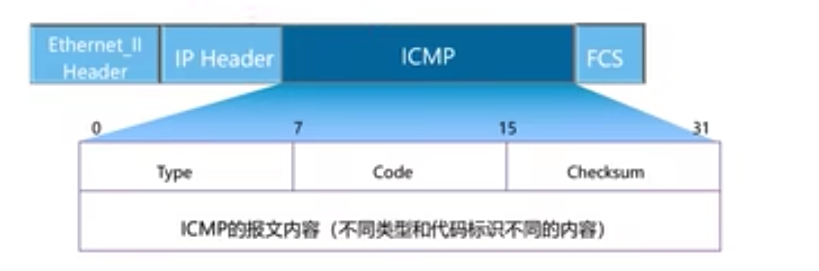 Ethernet_II
Header
IP Header
ICMP
FCS
0 7 15 31
Type Code Checksum
ICMP的报文内容（不同类型和代码标识不同的内容）